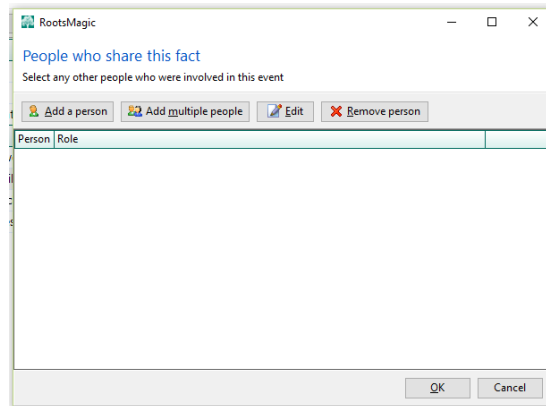 RootsMagic
People who share this fact
Select any other people who were involved in this event
Add a person Add multiple people Edit Remove person
Person Role
OK Cancel